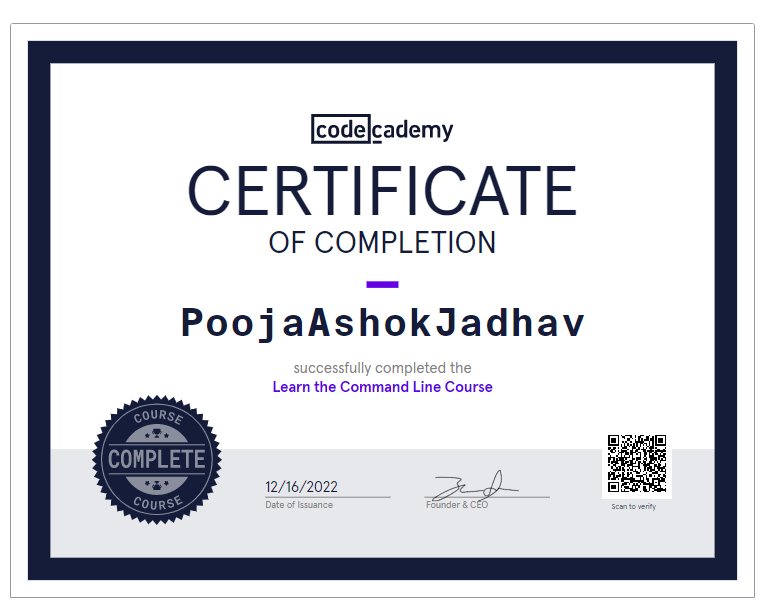 codecademy
CERTIFICATE
OF COMPLETION
PoojaAshokJadhav
successfully completed the
Learn the Command Line Course
COURSE
COMPLETE
COURSE
12/16/2022
Date of Issuance
Founder & CEO
Scan to verify